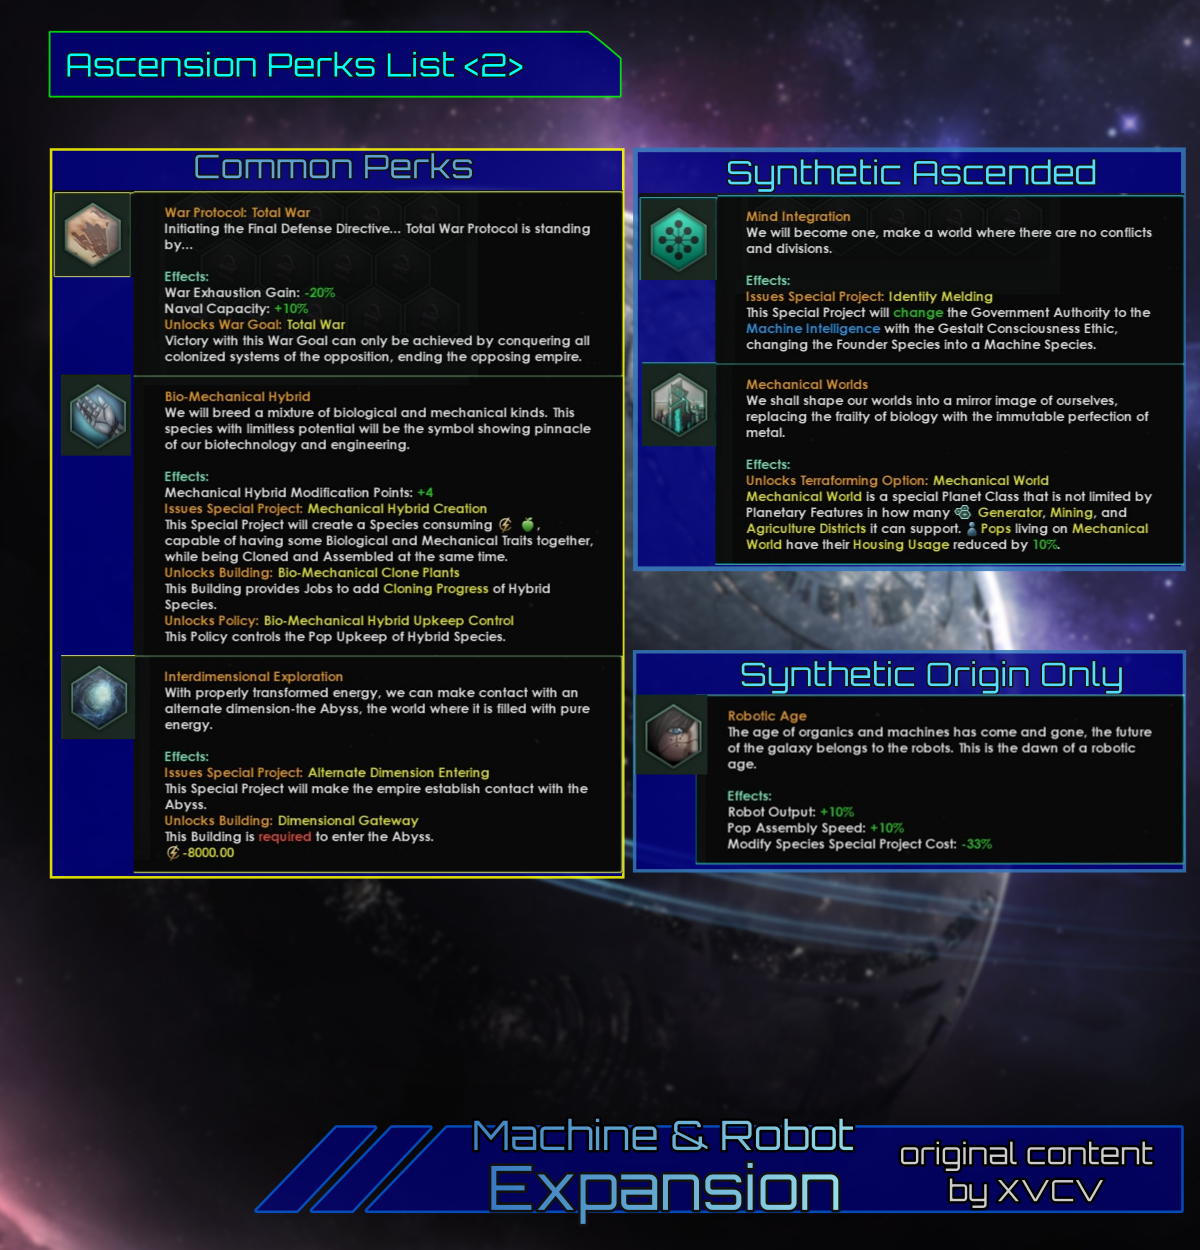 Ascension Perks List <2>
Common Perks
War Protocol: Total War
Initiating the Final Defense Directive... Total War Protocol is standing
by...
Effects:
War Exhaustion Gain: -20%
Naval Capacity: +10%
Unlocks War Goal: Total War
Victory with this War Goal can only be achieved by conquering all
colonized systems of the opposition, ending the opposing empire.
Bio-Mechanical Hybrid
We will breed a mixture of biological and mechanical kinds. This
species with limitless potential will be the symbol showing pinnacle
of our biotechnology and engineering.
Effects:
Mechanical Hybrid Modification Points: +4
Issues Special Project: Mechanical Hybrid Creation
This Special Project will create a Species consuming ,
capable of having some Biological and Mechanical Traits together,
while being Cloned and Assembled at the same time.
Unlocks Building: Bio-Mechanical Clone Plants
This Building provides Jobs to add Cloning Progress of Hybrid
Species.
Unlocks Policy: Bio-Mechanical Hybrid Upkeep Control
This Policy controls the Pop Upkeep of Hybrid Species.
Interdimensional Exploration
With properly transformed energy, we can make contact with an
alternate dimension-the Abyss, the world where it is filled with pure
energy.
Effects:
Issues Special Project: Alternate Dimension Entering
This Special Project will make the empire establish contact with the
Abyss.
Unlocks Building: Dimensional Gateway
This Building is required to enter the Abyss.
-8000.00
Synthetic Ascended
Mind Integration
We will become one, make a world where there are no conflicts
and divisions.
Effects:
Issues Special Project: Identity Melding
This Special Project will change the Government Authority to the
Machine Intelligence with the Gestalt Consciousness Ethic,
changing the Founder Species into a Machine Species.
Mechanical Worlds
We shall shape our worlds into a mirror image of ourselves,
replacing the frailty of biology with the immutable perfection of
metal.
Effects:
Unlocks Terraforming Option: Mechanical World
Mechanical World is a special Planet Class that is not limited by
Planetary Features in how many Generator, Mining, and
Agriculture Districts it can support. Pops living on Mechanical
World have their Housing Usage reduced by 10%.
Synthetic Origin Only
Robotic Age
The age of organics and machines has come and gone, the future
of the galaxy belongs to the robots. This is the dawn of a robotic
age.
Effects:
Robot Output: +10%
Pop Assembly Speed: +10%
Modify Species Special Project Cost: -33%
Machine & Robot
Expansion
original content
by XVCV